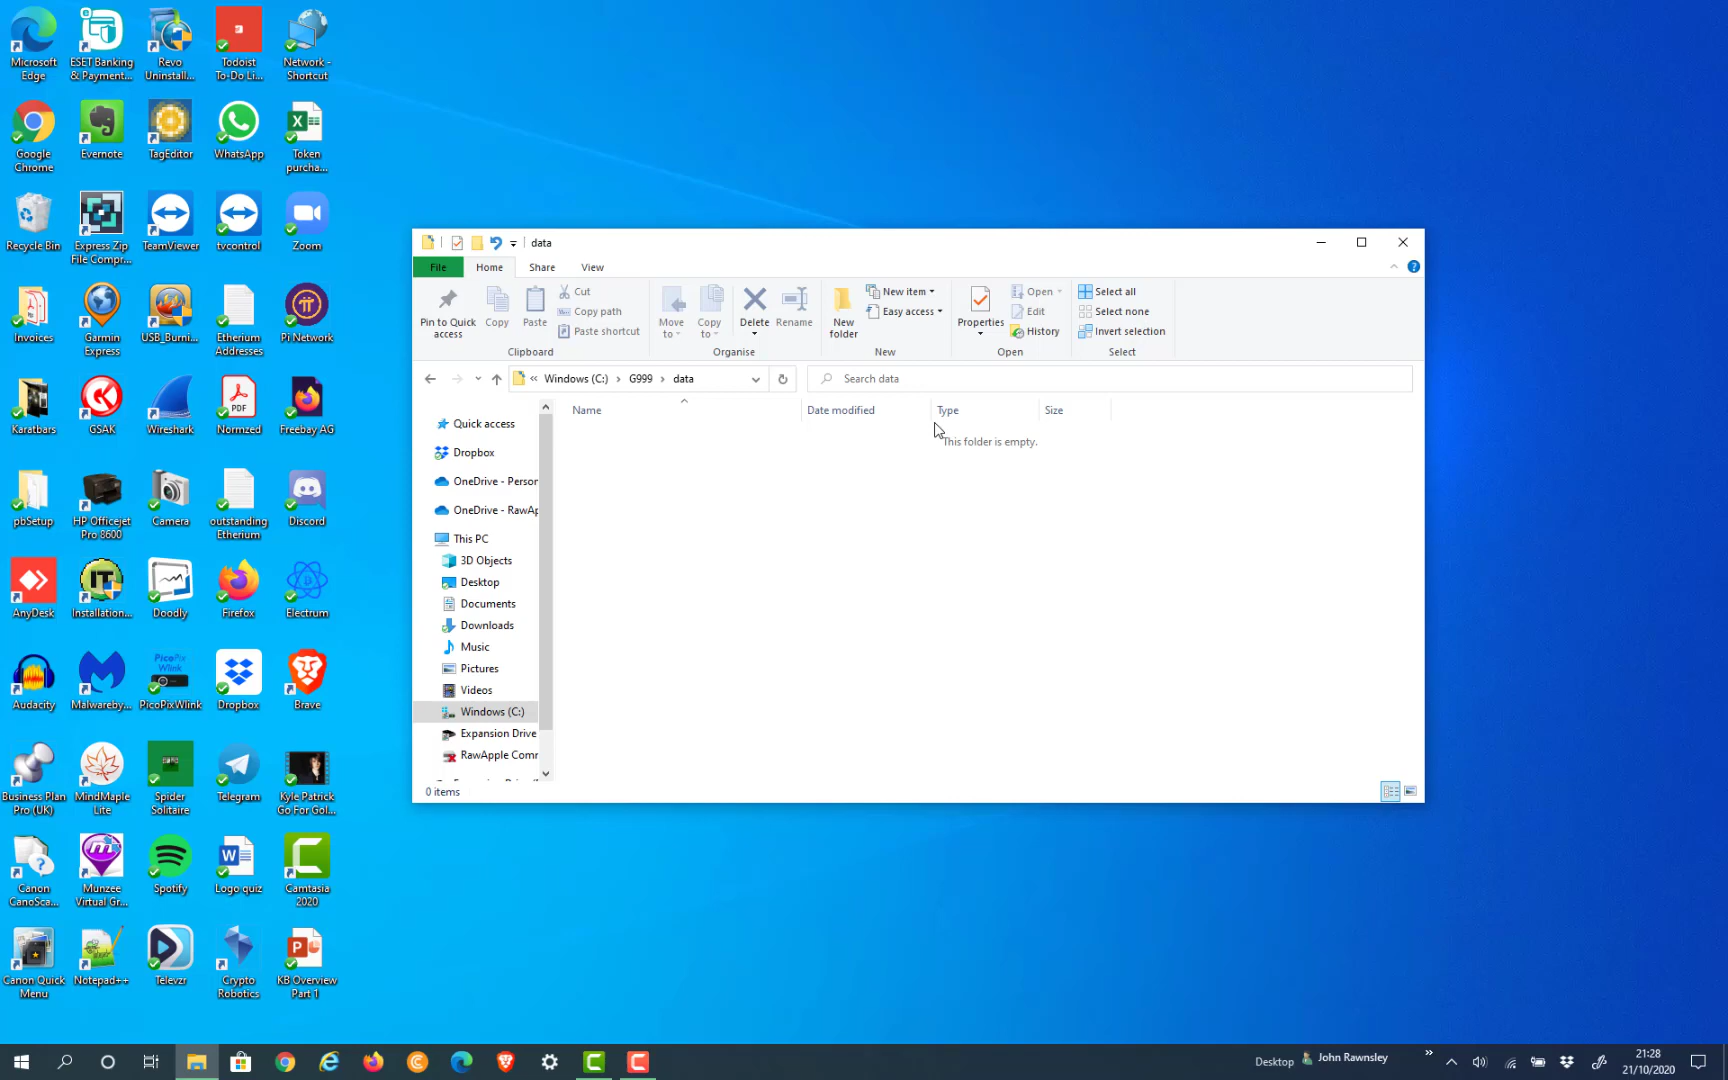 Microsoft
Edge
ESET Banking
& Payment...
Revo
Uninstall...
Todoist
To-Do Li...
Network -
Shortcut
Google
Chrome
Evernote
TagEditor
WhatsApp
Token
purcha...
Recycle Bin
Express Zip
File Compr...
TeamViewer
tvcontrol
Zoom
Invoices
Garmin
Express
USB_Burni...
Etherium
Addresses
Pi Network
Karatbars
GSAK
Wireshark
PDF
Normzed
Freebay AG
pbSetup
HP Officejet
Pro 8600
Camera
outstanding
Etherium
Discord
AnyDesk
Installation...
Doodly
Firefox
Electrum
Audacity
Malwareby...
PicoPix
Wlink
PicoPixWlink
Dropbox
Brave
Business Plan
Pro (UK)
MindMaple
Lite
Spider
Solitaire
Telegram
Kyle Patrick
Go For Gol...
Canon
CanoSca...
Munzee
Virtual Gr...
Spotify
Logo quiz
Camtasia
2020
Canon Quick
Menu
Notepad++
Televzr
Crypto
Robotics
KB Overview
Part 1
data
File
Home
Share
View
Pin to Quick
access
Copy
Paste
Cut
Copy path
Paste shortcut
Clipboard
Move
to
Copy
to
Delete
Rename
Organise
New
folder
New item
Easy access
New
Properties
Open
Edit
History
Open
Select all
Select none
Invert selection
Select
« Windows (C:) › G999 › data
Search data
Name
Date modified
Type
Size
This folder is empty.
Quick access
Dropbox
OneDrive - Person
OneDrive - RawAp
This PC
3D Objects
Desktop
Documents
Downloads
Music
Pictures
Videos
Windows (C:)
Expansion Drive
RawApple Comm
0 items
Desktop
John Rawnsley
»
21:28
21/10/2020